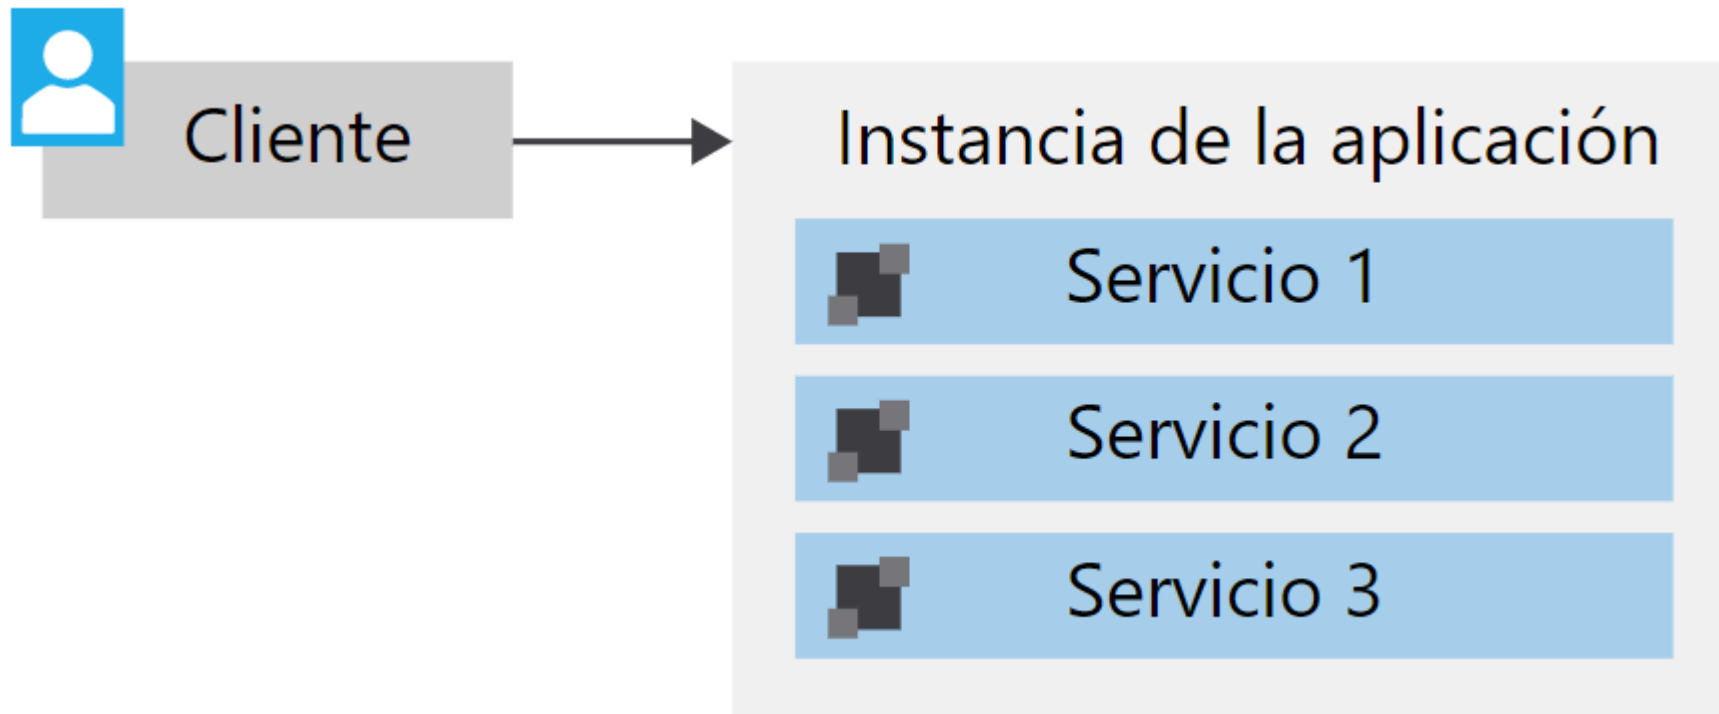 Cliente
Instancia de la aplicación
Servicio 1
Servicio 2
Servicio 3